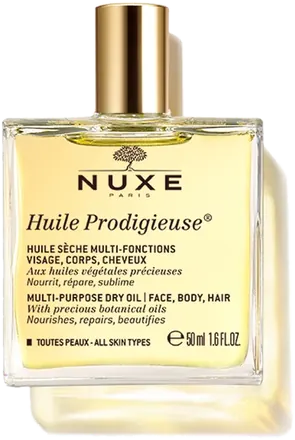 NUXE
PARIS
Huile Prodigieuse®
HUILE SÈCHE MULTI-FONCTIONS
VISAGE, CORPS, CHEVEUX
Aux huiles végétales précieuses
Nourrit, répare, sublime
MULTI-PURPOSE DRY OIL | FACE, BODY, HAIR
With precious botanical oils
Nourishes, repairs, beautifies
■ TOUTES PEAUX - ALL SKIN TYPES
℮ 50 ml 1.6 FL.OZ.